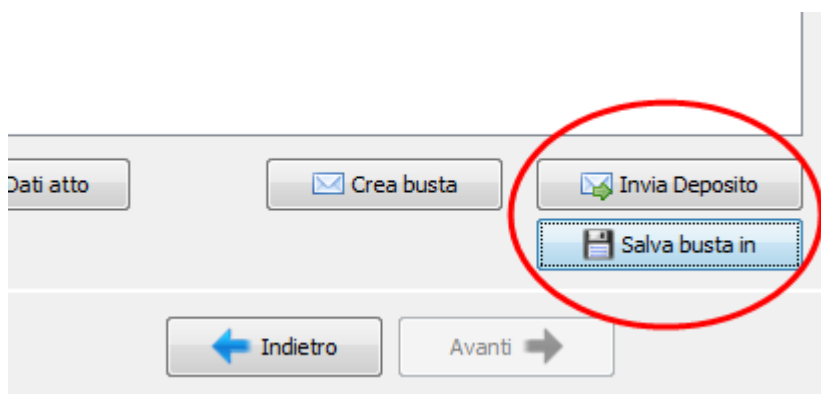 Dati atto
Crea busta
Invia Deposito
Salva busta in
Indietro
Avanti